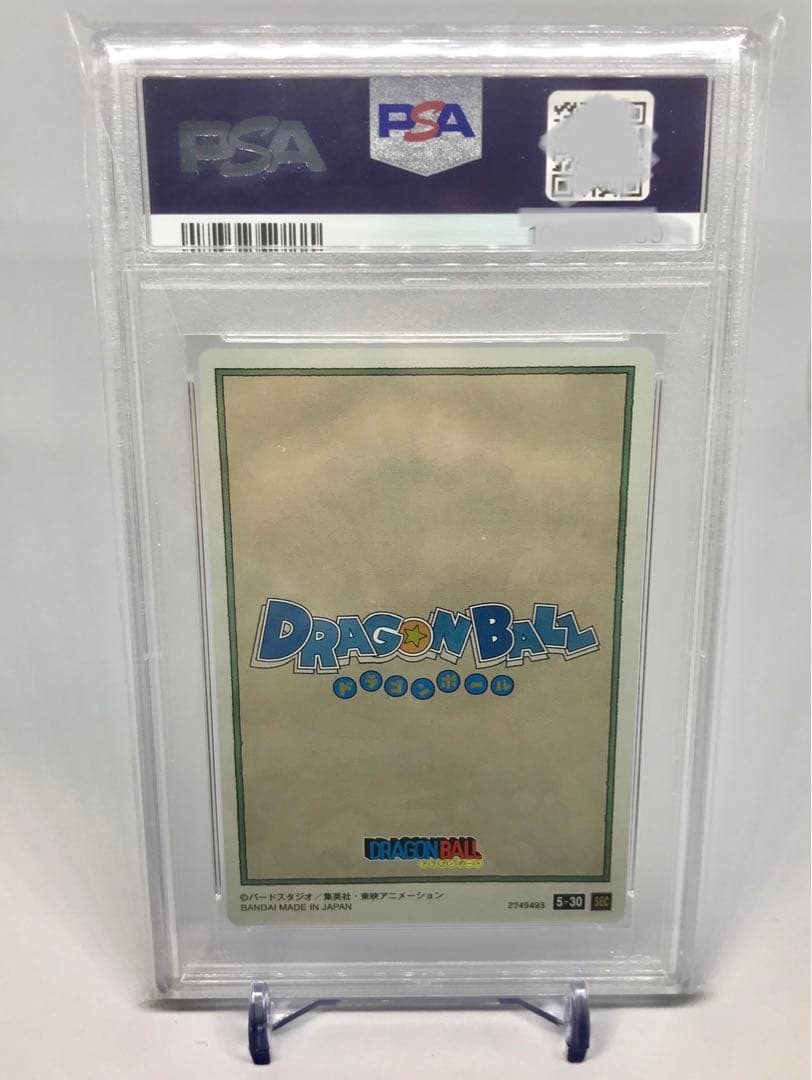 PSA
PSA
DRAGON BALL
ドラゴンボール
DRAGON BALL
©バードスタジオ／集英社・東映アニメーション
BANDAI MADE IN JAPAN
2749493 5-30 SEC